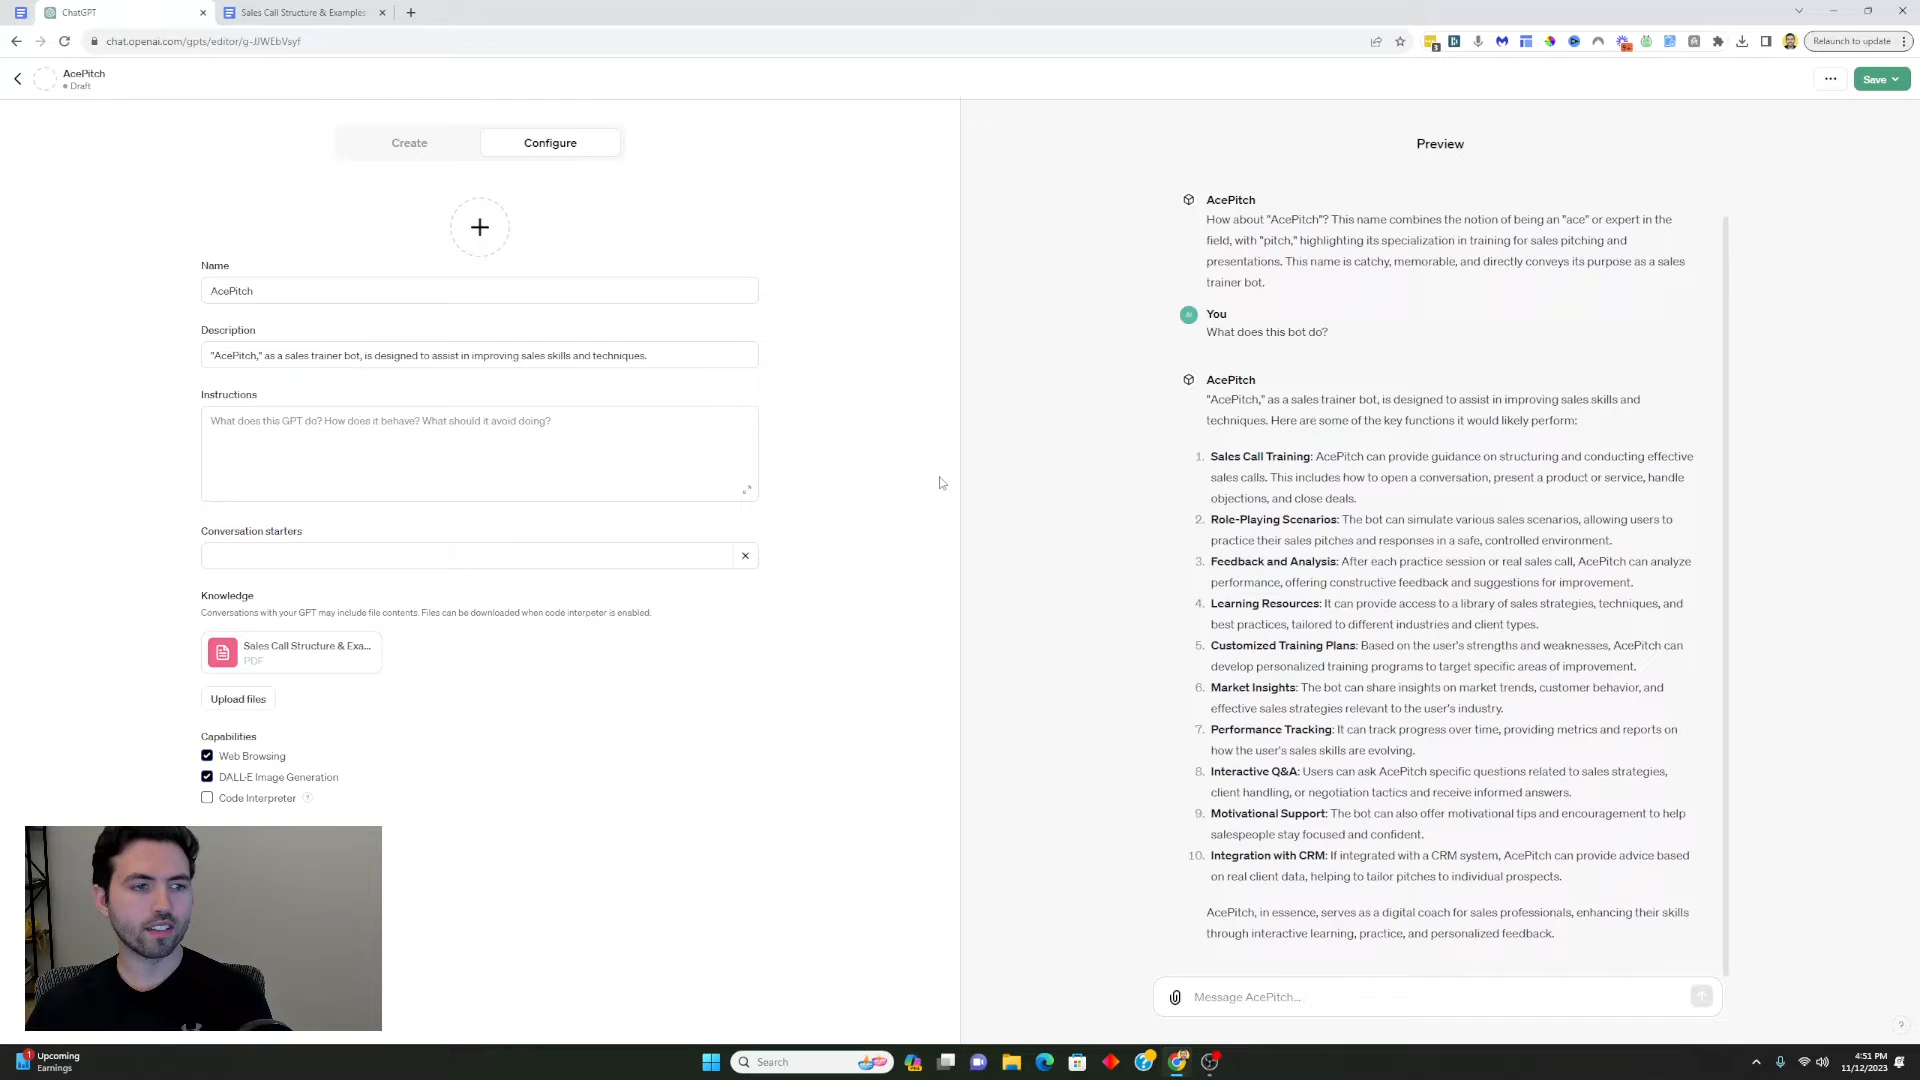 ChatGPT
Sales Call Structure & Examples
chat.openai.com/gpts/editor/g-JJWEbVsyf
Relaunch to update
AcePitch
Draft
Save
Create
Configure
Name
AcePitch
Description
"AcePitch," as a sales trainer bot, is designed to assist in improving sales skills and techniques.
Instructions
What does this GPT do? How does it behave? What should it avoid doing?
Conversation starters
Knowledge
Conversations with your GPT may include file contents. Files can be downloaded when code interpeter is enabled.
Sales Call Structure & Exa...
PDF
Upload files
Capabilities
Web Browsing
DALL·E Image Generation
Code Interpreter ?
Preview
AcePitch
How about "AcePitch"? This name combines the notion of being an "ace" or expert in the
field, with "pitch," highlighting its specialization in training for sales pitching and
presentations. This name is catchy, memorable, and directly conveys its purpose as a sales
trainer bot.
You
What does this bot do?
AcePitch
"AcePitch," as a sales trainer bot, is designed to assist in improving sales skills and
techniques. Here are some of the key functions it would likely perform:
1. Sales Call Training: AcePitch can provide guidance on structuring and conducting effective
sales calls. This includes how to open a conversation, present a product or service, handle
objections, and close deals.
2. Role-Playing Scenarios: The bot can simulate various sales scenarios, allowing users to
practice their sales pitches and responses in a safe, controlled environment.
3. Feedback and Analysis: After each practice session or real sales call, AcePitch can analyze
performance, offering constructive feedback and suggestions for improvement.
4. Learning Resources: It can provide access to a library of sales strategies, techniques, and
best practices, tailored to different industries and client types.
5. Customized Training Plans: Based on the user's strengths and weaknesses, AcePitch can
develop personalized training programs to target specific areas of improvement.
6. Market Insights: The bot can share insights on market trends, customer behavior, and
effective sales strategies relevant to the user's industry.
7. Performance Tracking: It can track progress over time, providing metrics and reports on
how the user's sales skills are evolving.
8. Interactive Q&A: Users can ask AcePitch specific questions related to sales strategies,
client handling, or negotiation tactics and receive informed answers.
9. Motivational Support: The bot can also offer motivational tips and encouragement to help
salespeople stay focused and confident.
10. Integration with CRM: If integrated with a CRM system, AcePitch can provide advice based
on real client data, helping to tailor pitches to individual prospects.
AcePitch, in essence, serves as a digital coach for sales professionals, enhancing their skills
through interactive learning, practice, and personalized feedback.
Message AcePitch...
?
1
Upcoming
Earnings
Search
4:51 PM
11/12/2023